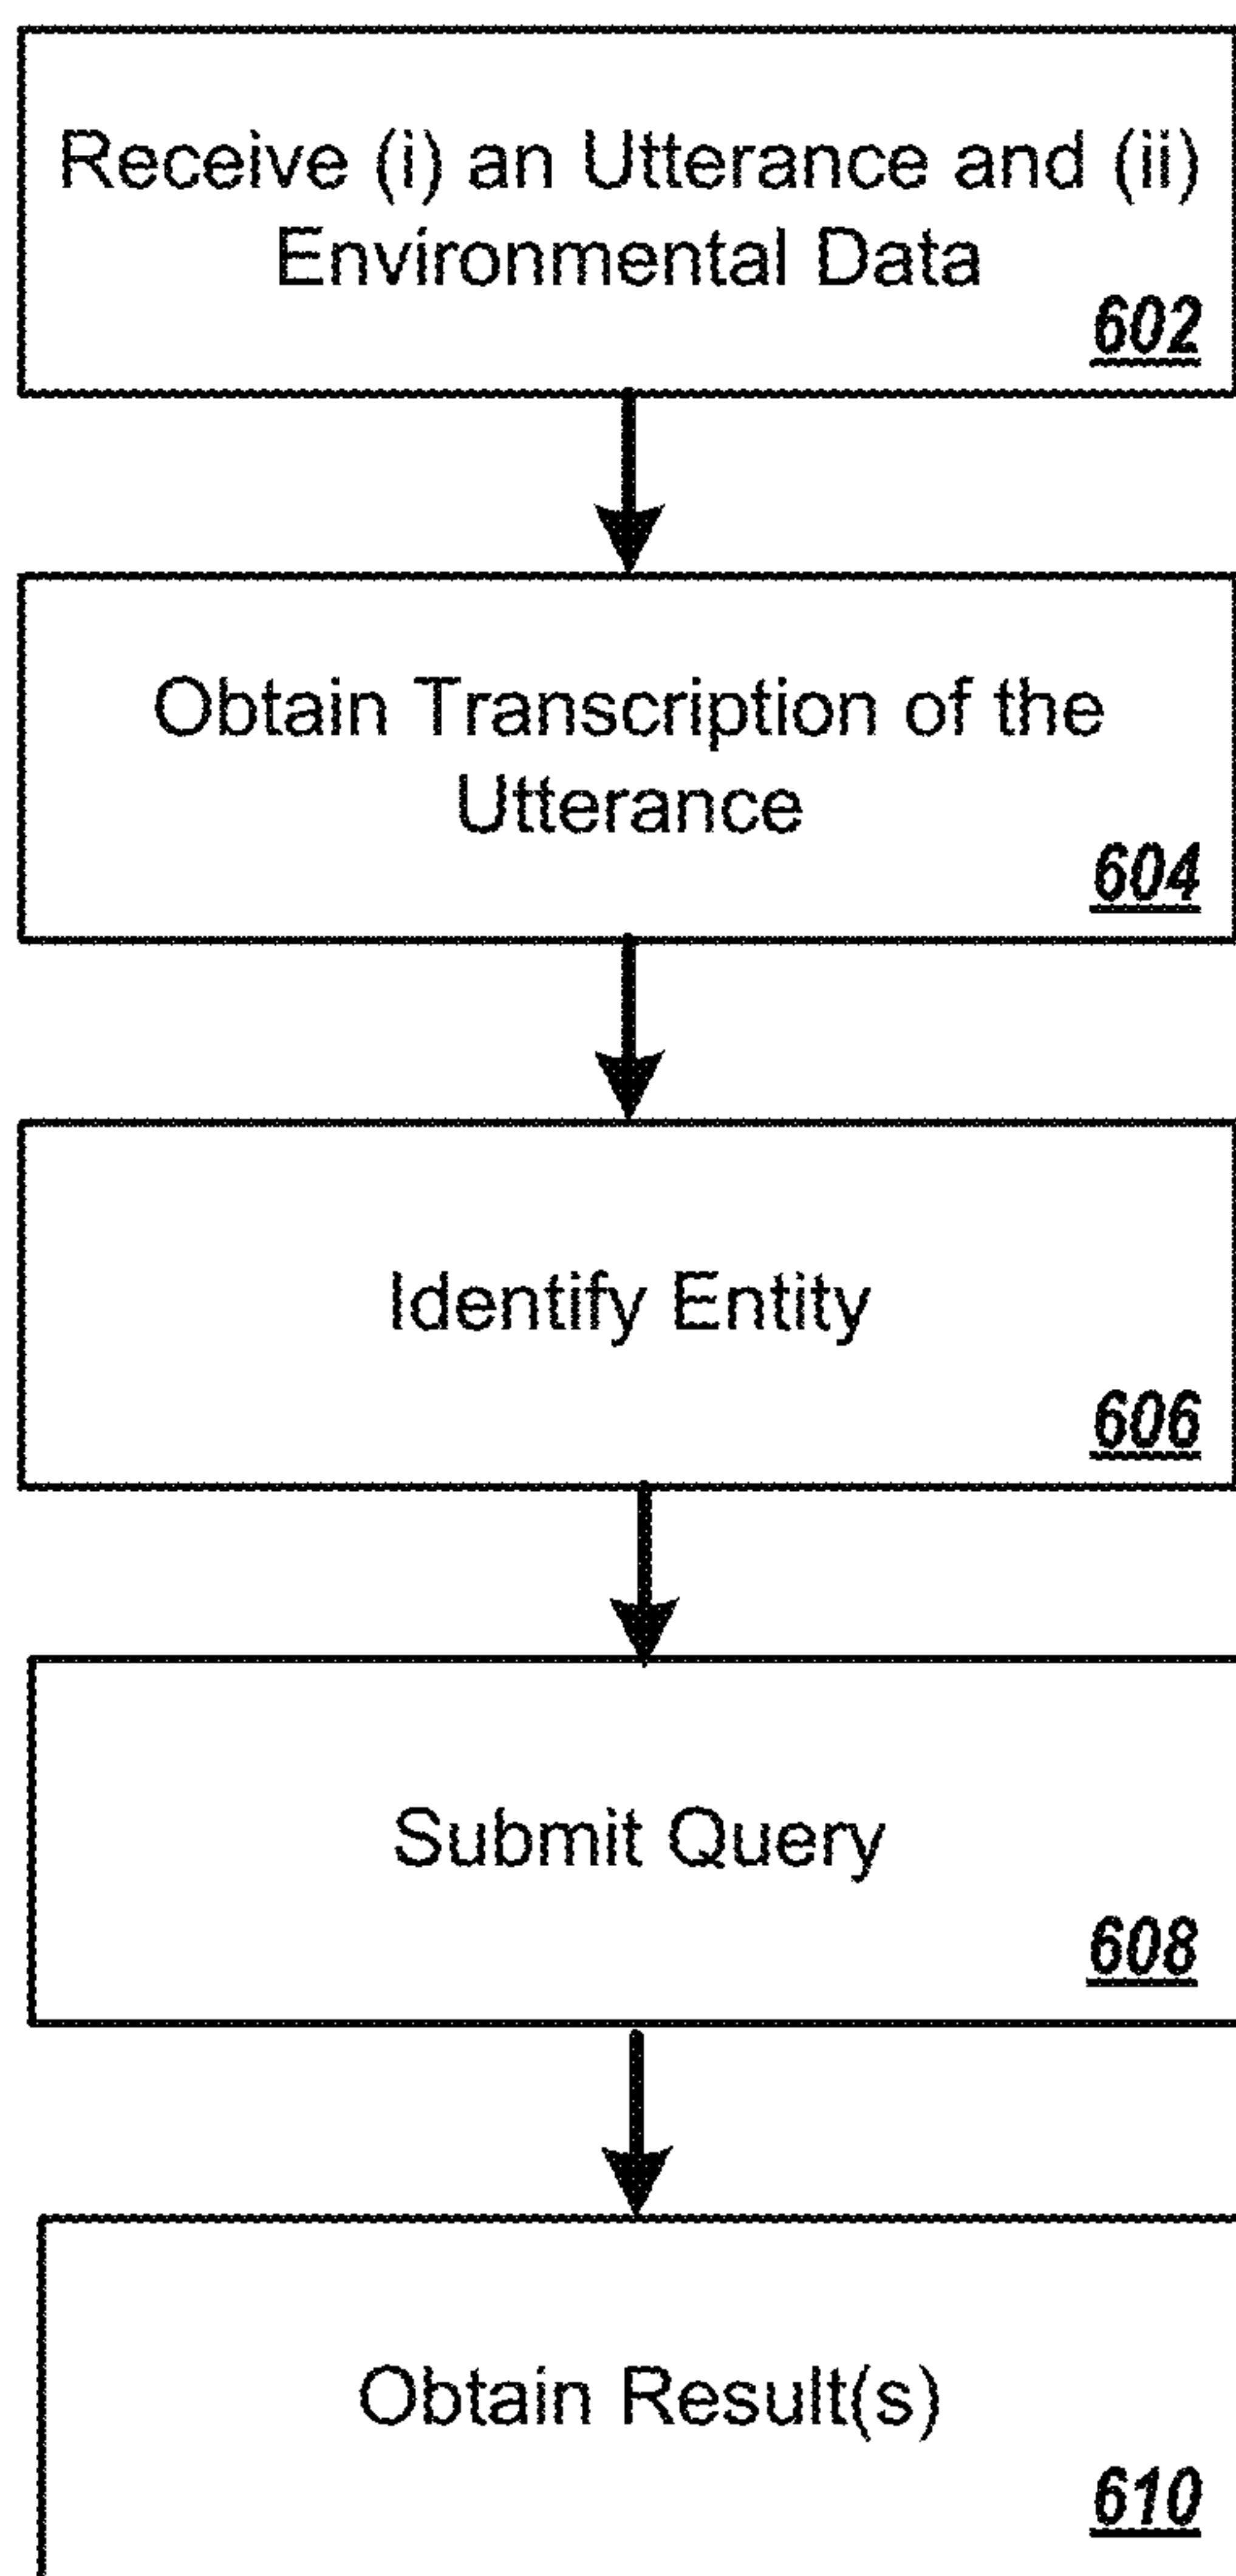 Receive (i) an Utterance and (ii)
Environmental Data
602
Obtain Transcription of the
Utterance
604
Identify Entity
606
Submit Query
608
Obtain Result(s)
610